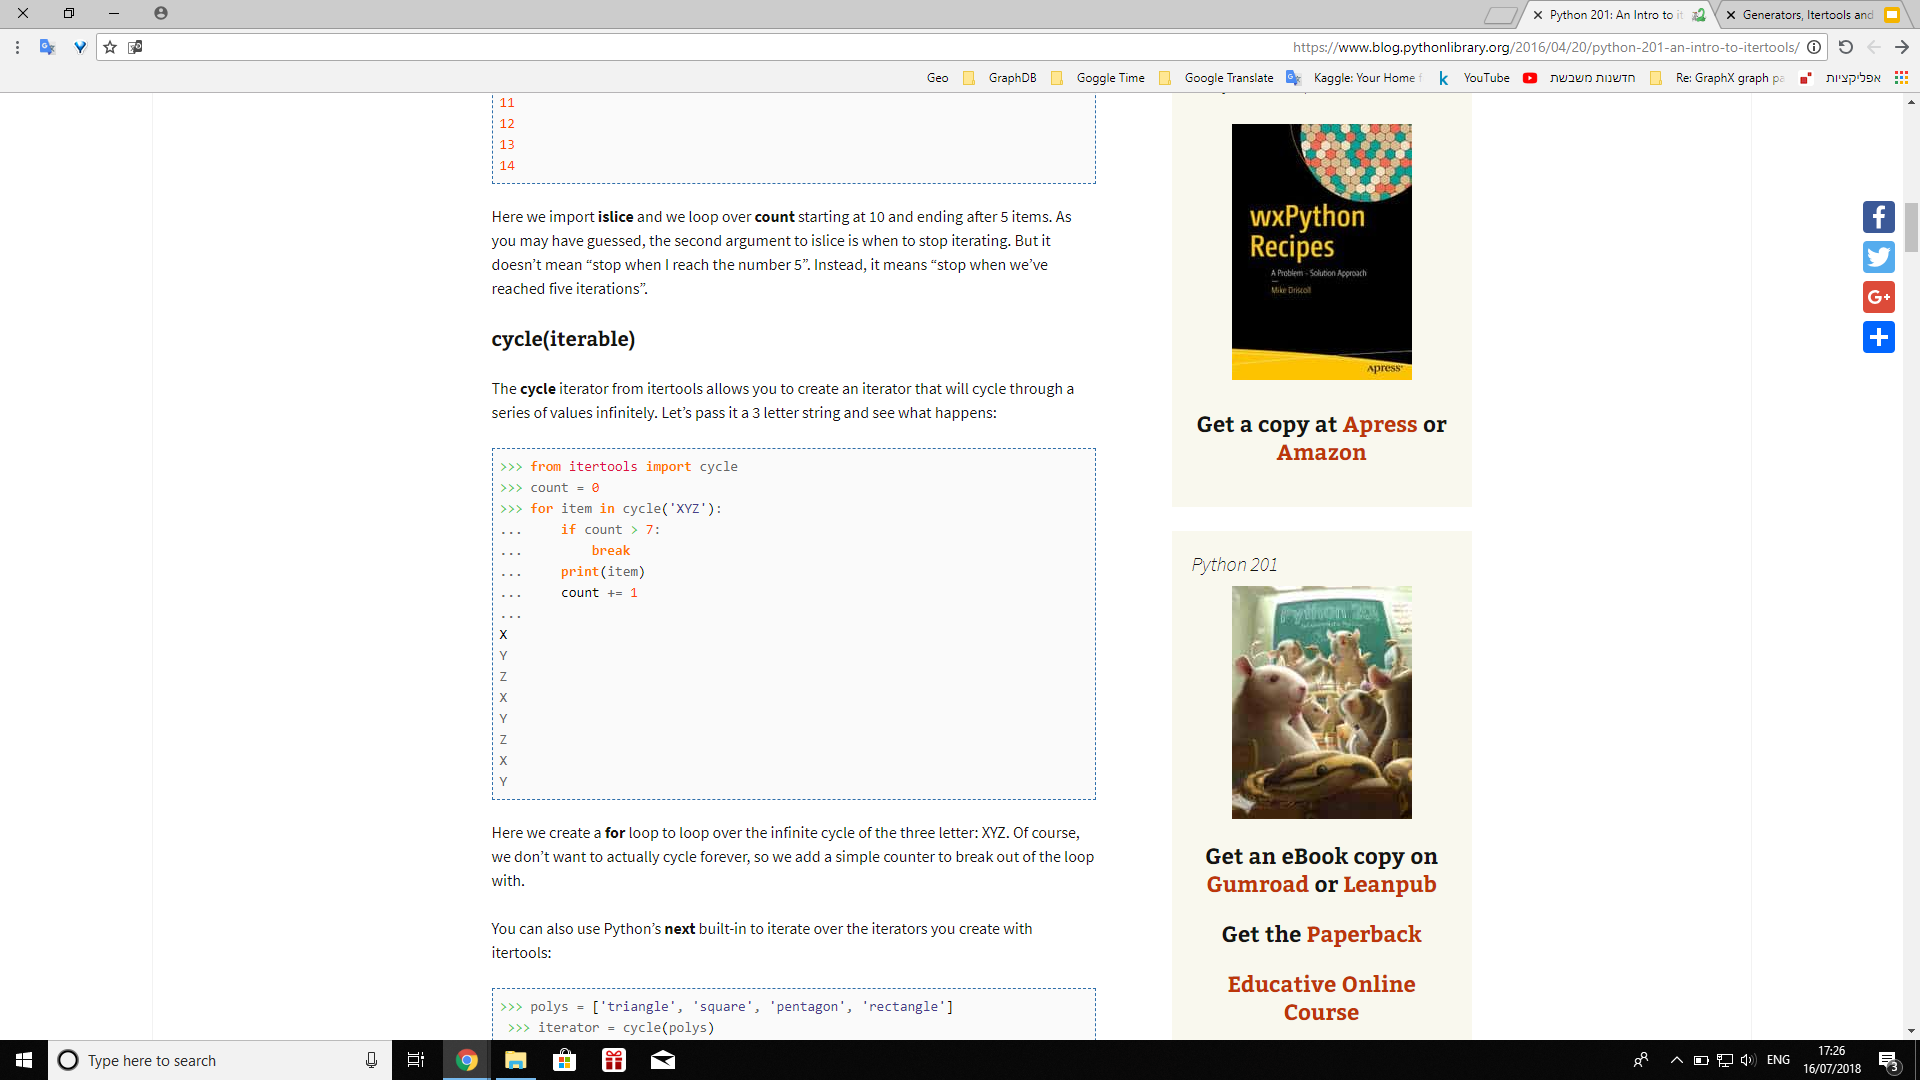 Python 201: An Intro to it
Generators, Itertools and
https://www.blog.pythonlibrary.org/2016/04/20/python-201-an-intro-to-itertools/
Geo
GraphDB
Goggle Time
Google Translate
Kaggle: Your Home f
YouTube
חדשנות משבשת
Re: GraphX graph pa
אפליקציות
11
12
13
14
Here we import islice and we loop over count starting at 10 and ending after 5 items. As
you may have guessed, the second argument to islice is when to stop iterating. But it
doesn’t mean “stop when I reach the number 5”. Instead, it means “stop when we’ve
reached five iterations”.
cycle(iterable)
The cycle iterator from itertools allows you to create an iterator that will cycle through a
series of values infinitely. Let’s pass it a 3 letter string and see what happens:
>>> from itertools import cycle
>>> count = 0
>>> for item in cycle('XYZ'):
...     if count > 7:
...         break
...     print(item)
...     count += 1
...
X
Y
Z
X
Y
Z
X
Y
Here we create a for loop to loop over the infinite cycle of the three letter: XYZ. Of course,
we don’t want to actually cycle forever, so we add a simple counter to break out of the loop
with.
You can also use Python’s next built-in to iterate over the iterators you create with
itertools:
>>> polys = ['triangle', 'square', 'pentagon', 'rectangle']
>>> iterator = cycle(polys)
wxPython
Recipes
A Problem - Solution Approach
Mike Driscoll
Apress®
Get a copy at Apress or
Amazon
Python 201
Python 201
Get an eBook copy on
Gumroad or Leanpub
Get the Paperback
Educative Online
Course
Type here to search
ENG
17:26
16/07/2018
3